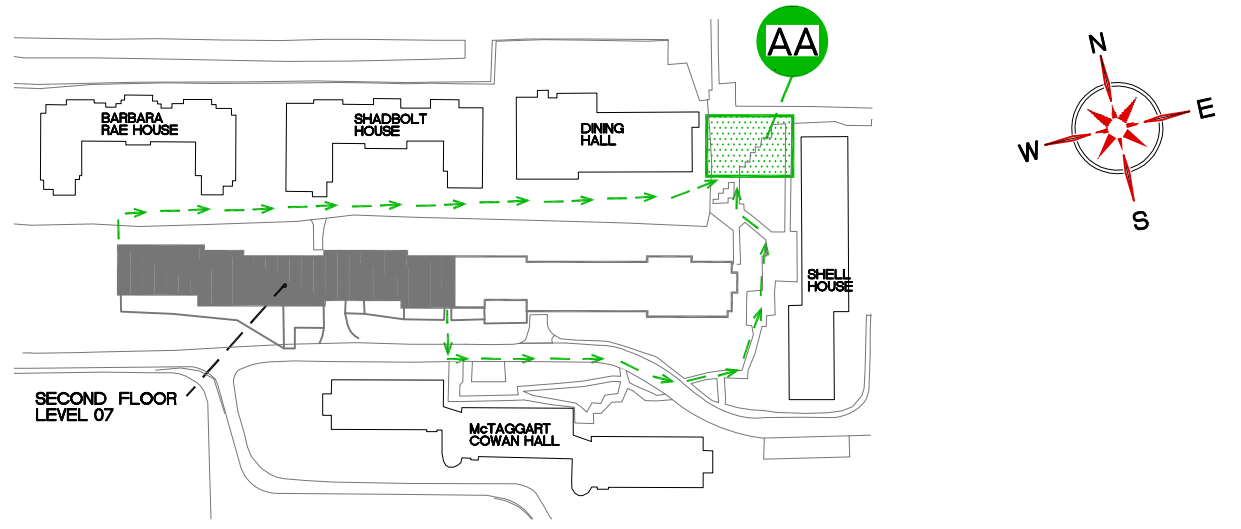 AA
N
E
W
S
BARBARA
RAE HOUSE
SHADBOLT
HOUSE
DINING
HALL
SHELL
HOUSE
SECOND FLOOR
LEVEL 07
McTAGGART
COWAN HALL